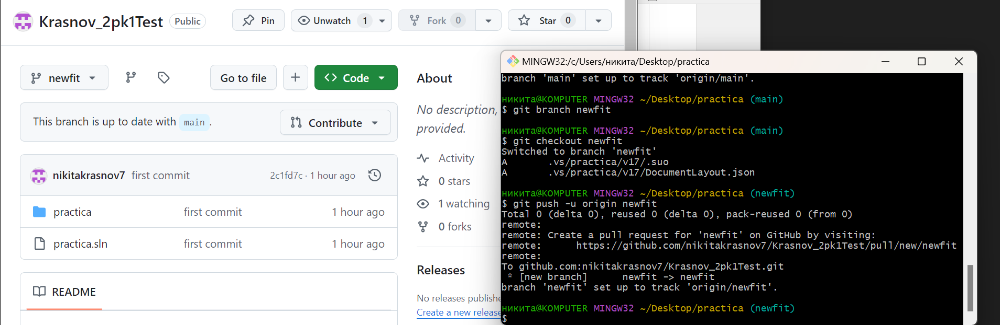 Krasnov_2pk1Test Public
Pin
Unwatch 1
Fork 0
Star 0
newfit
Go to file
Code
This branch is up to date with main .
Contribute
nikitakrasnov7 first commit 2c1fd7c · 1 hour ago
practica first commit 1 hour ago
practica.sln first commit 1 hour ago
README
About
No description,
provided.
Activity
0 stars
1 watching
0 forks
Releases
No releases publishe
Create a new release
MINGW32:/c/Users/никита/Desktop/practica
branch 'main' set up to track 'origin/main'.
никита@KOMPUTER MINGW32 ~/Desktop/practica (main)
$ git branch newfit
никита@KOMPUTER MINGW32 ~/Desktop/practica (main)
$ git checkout newfit
Switched to branch 'newfit'
A       .vs/practica/v17/.suo
A       .vs/practica/v17/DocumentLayout.json
никита@KOMPUTER MINGW32 ~/Desktop/practica (newfit)
$ git push -u origin newfit
Total 0 (delta 0), reused 0 (delta 0), pack-reused 0 (from 0)
remote:
remote: Create a pull request for 'newfit' on GitHub by visiting:
remote:      https://github.com/nikitakrasnov7/Krasnov_2pk1Test/pull/new/newfit
remote:
To github.com:nikitakrasnov7/Krasnov_2pk1Test.git
 * [new branch]      newfit -> newfit
branch 'newfit' set up to track 'origin/newfit'.
никита@KOMPUTER MINGW32 ~/Desktop/practica (newfit)
$